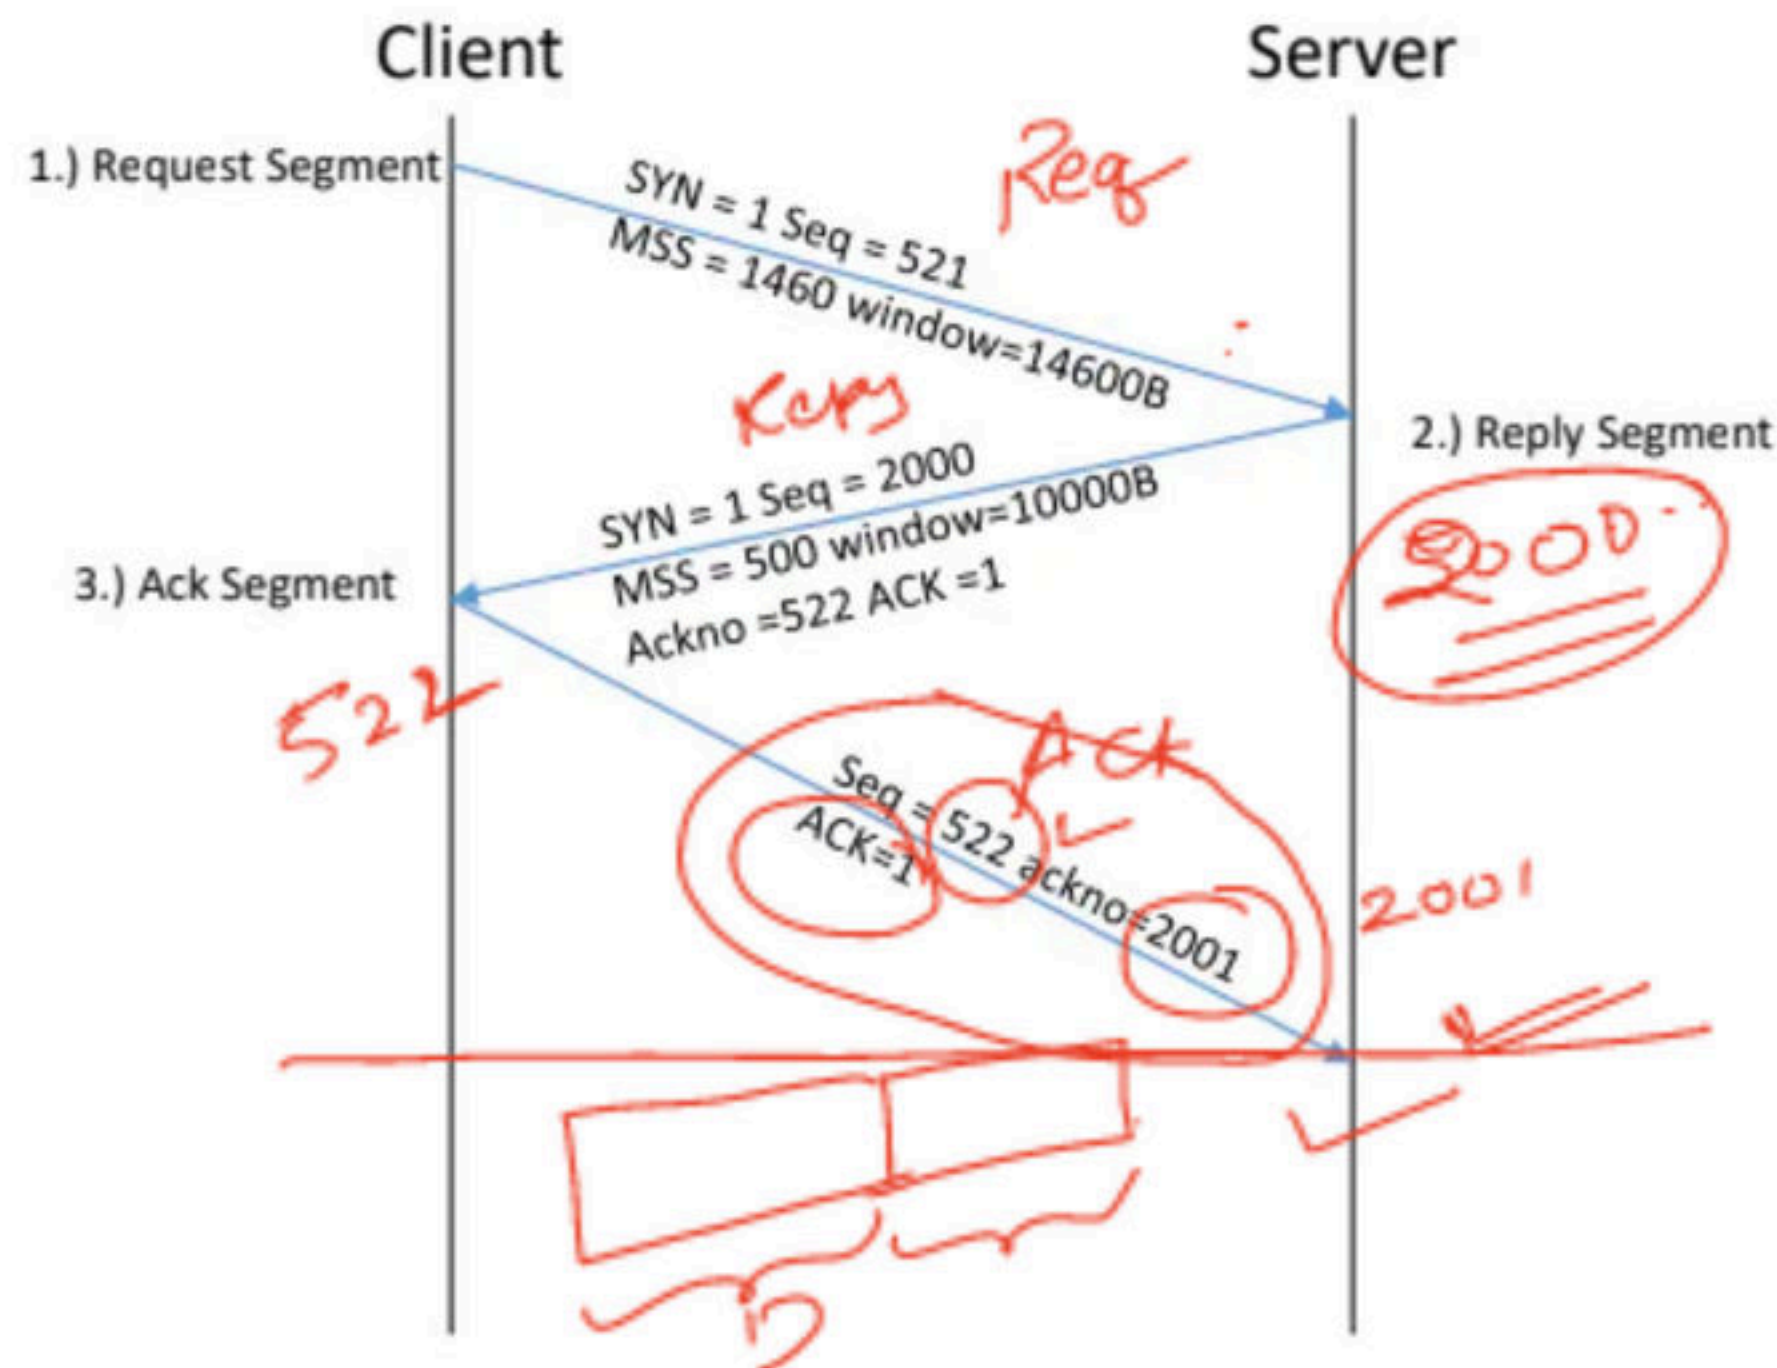 Client
Server
1.) Request Segment
Req
SYN = 1 Seq = 521
MSS = 1460 window=14600B
2.) Reply Segment
SYN = 1 Seq = 2000
MSS = 500 window=10000B
Ackno =522 ACK =1
2000
3.) Ack Segment
522
ACK
Seq = 522 ackno=2001
ACK=1
2001
D